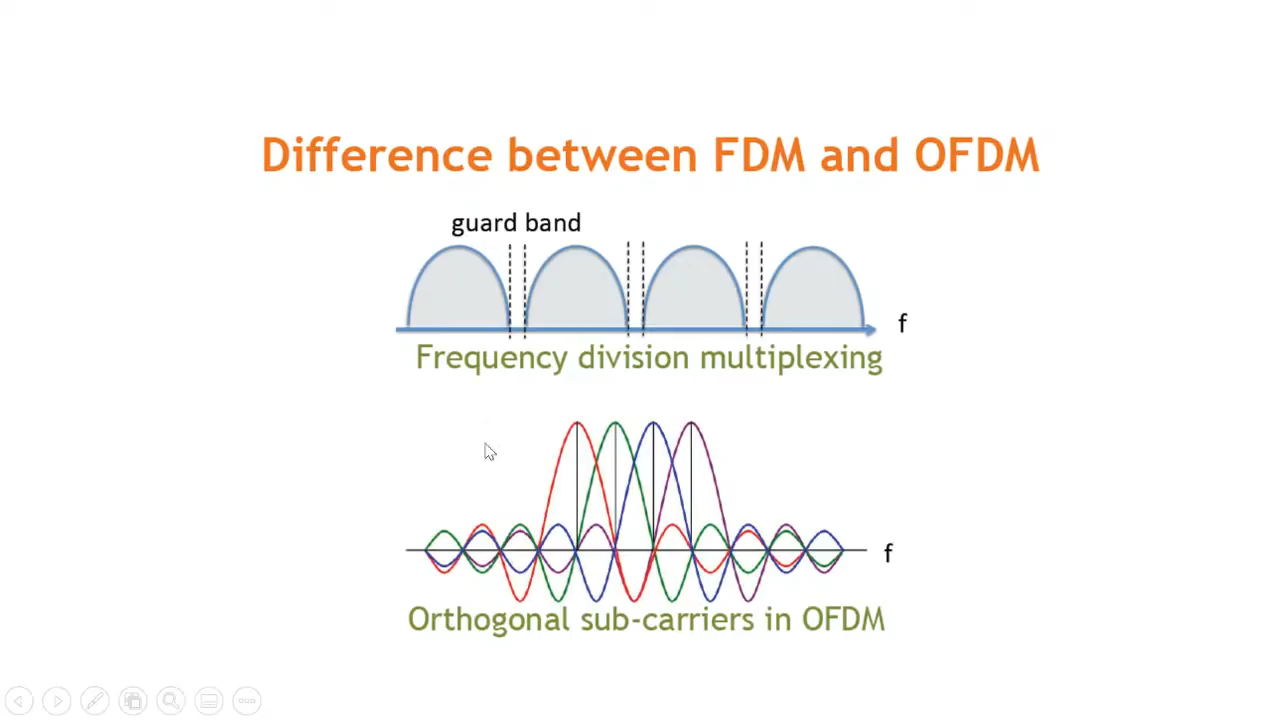 Difference between FDM and OFDM
guard band
f
Frequency division multiplexing
f
Orthogonal sub-carriers in OFDM